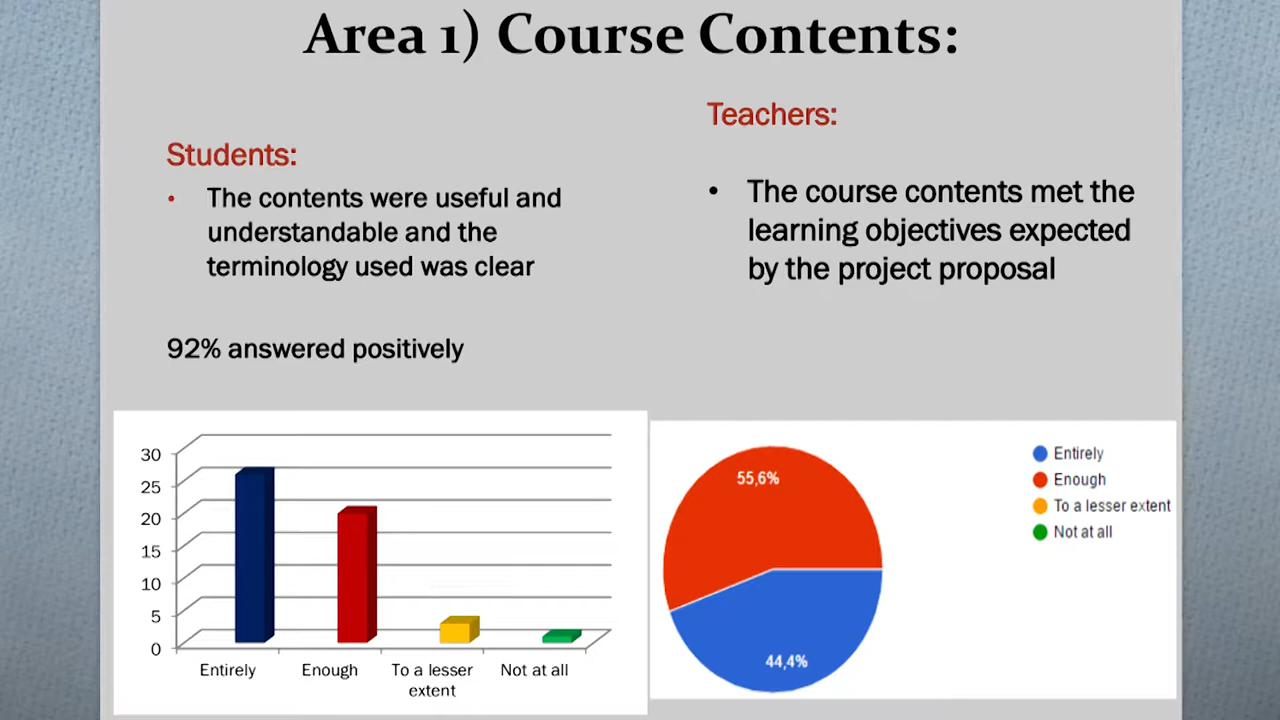 Area 1) Course Contents:
Students:
• The contents were useful and
understandable and the
terminology used was clear
92% answered positively
Teachers:
• The course contents met the
learning objectives expected
by the project proposal
30
25
20
15
10
5
0
Entirely
Enough
To a lesser
extent
Not at all
55,6%
44,4%
Entirely
Enough
To a lesser extent
Not at all